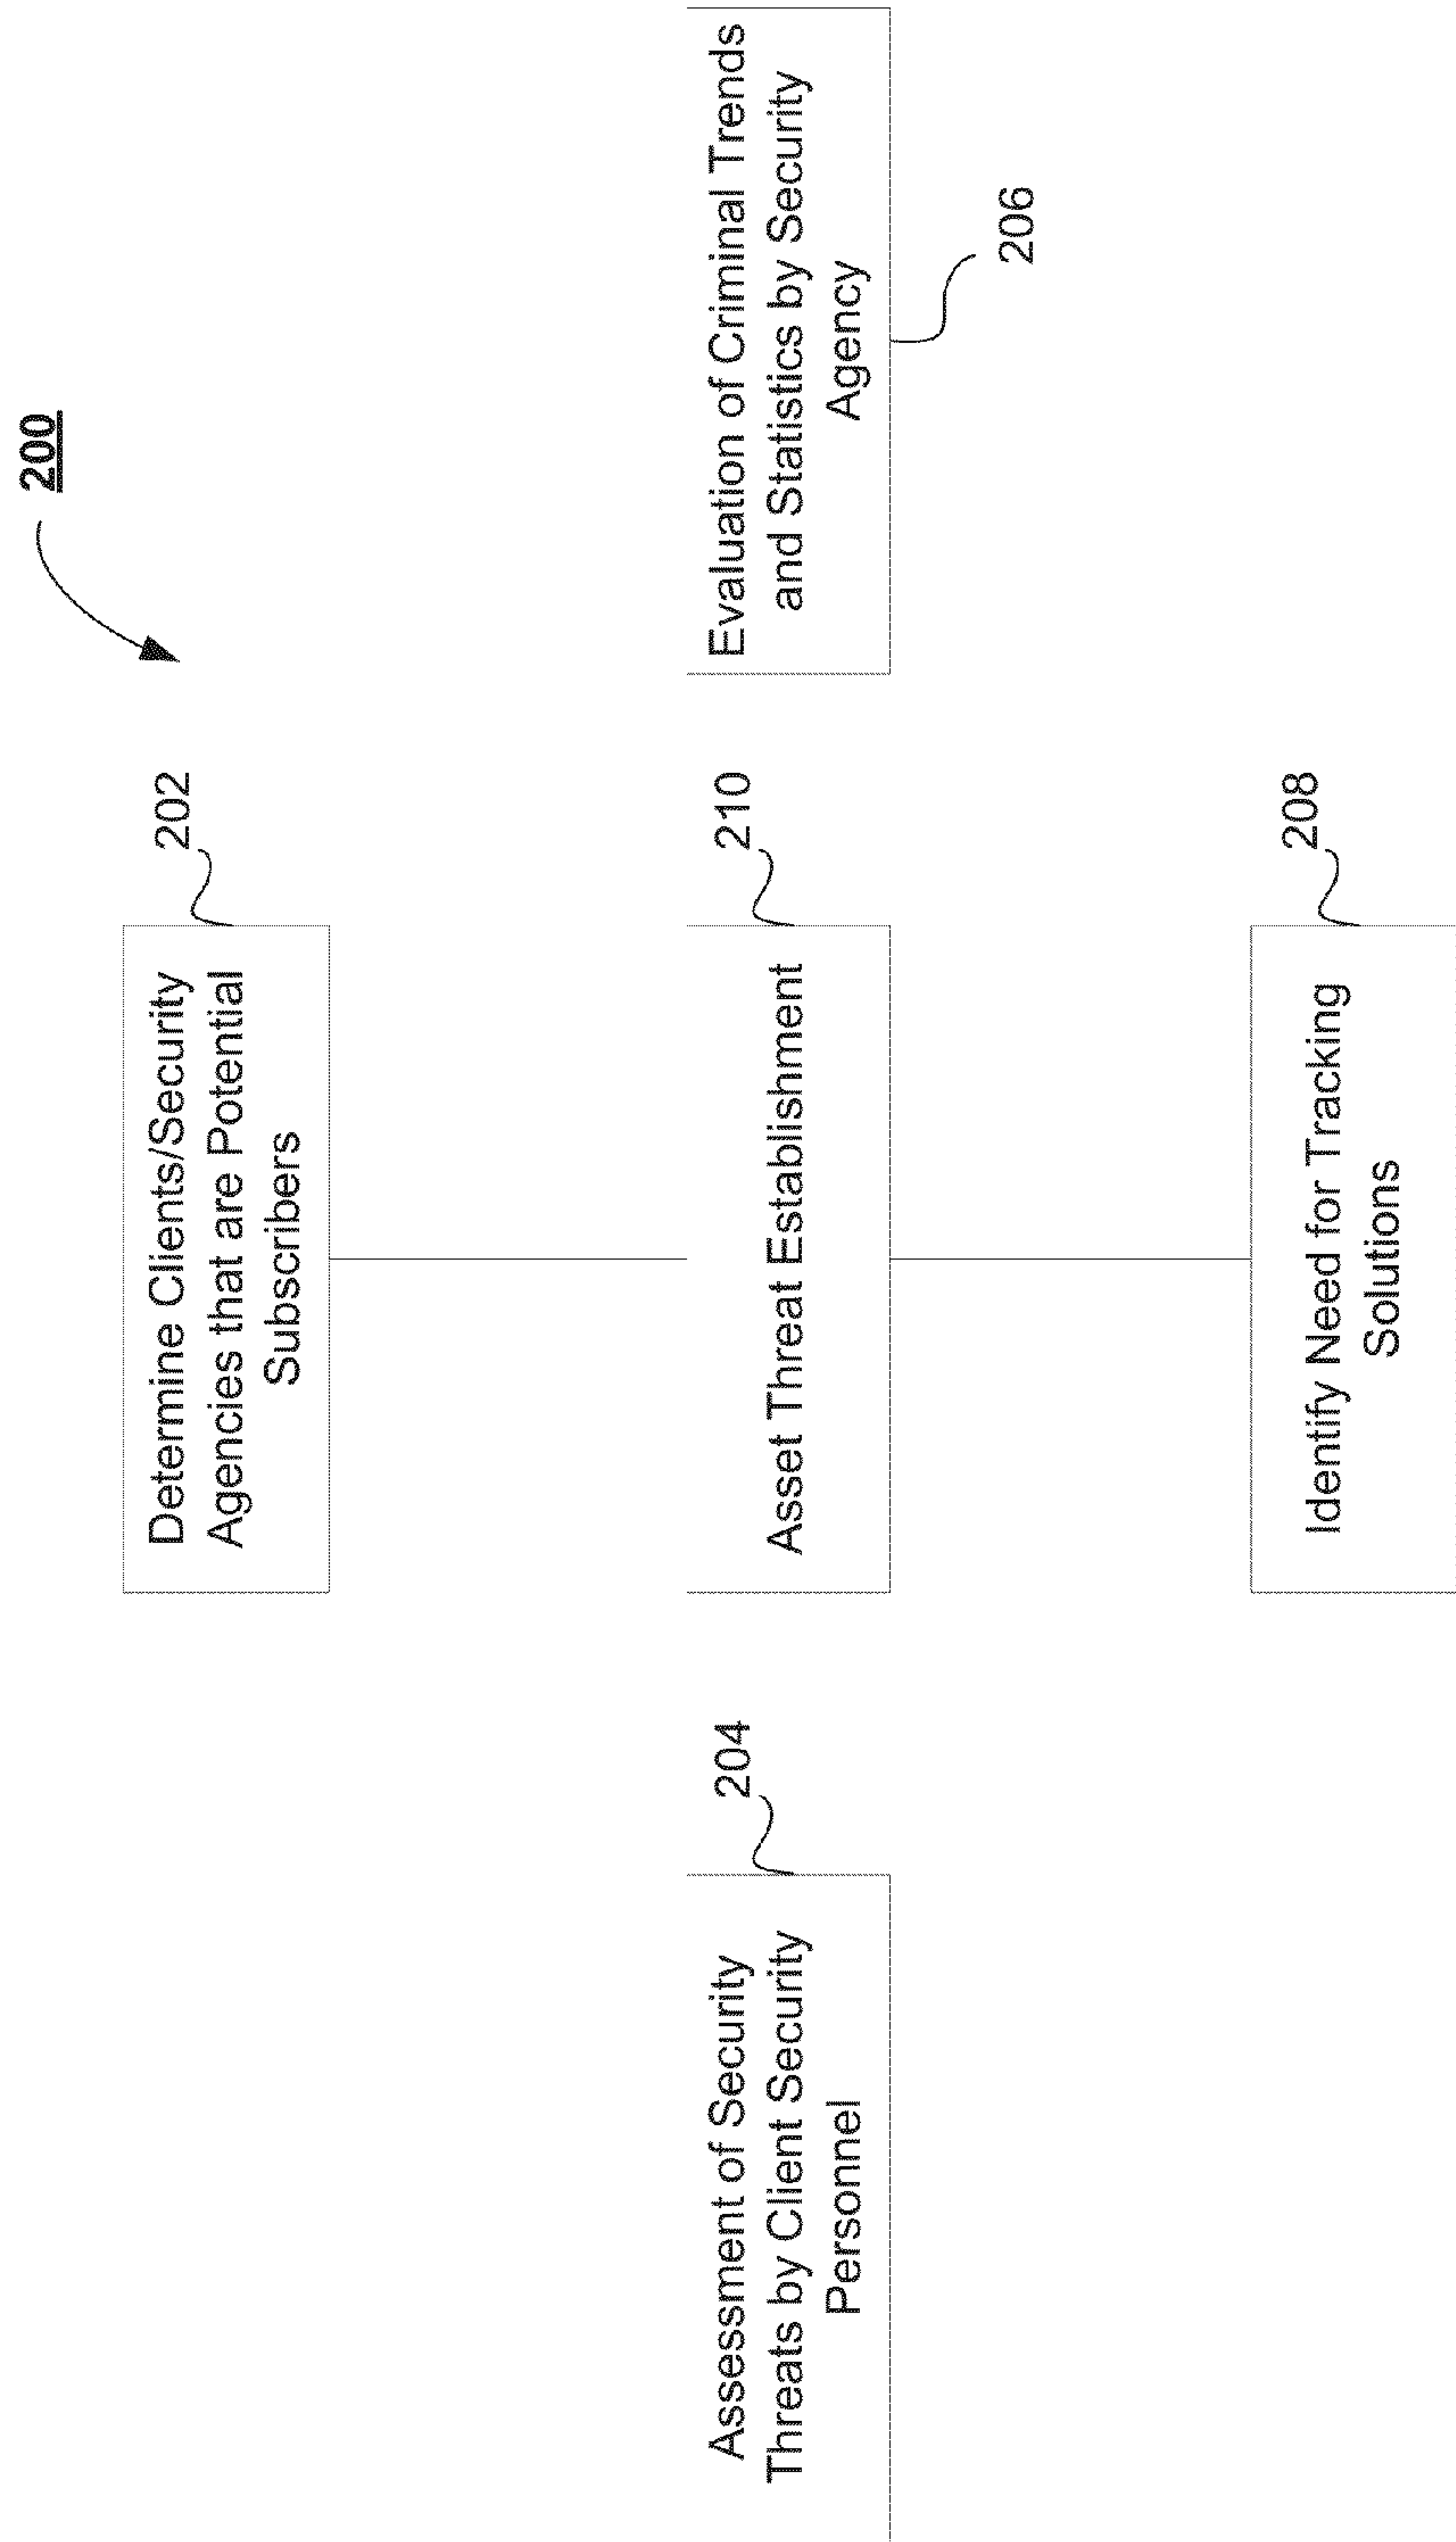 200
202
Determine Clients/Security
Agencies that are Potential
Subscribers
204
Assessment of Security
Threats by Client Security
Personnel
210
Asset Threat Establishment
Evaluation of Criminal Trends
and Statistics by Security
Agency
206
208
Identify Need for Tracking
Solutions